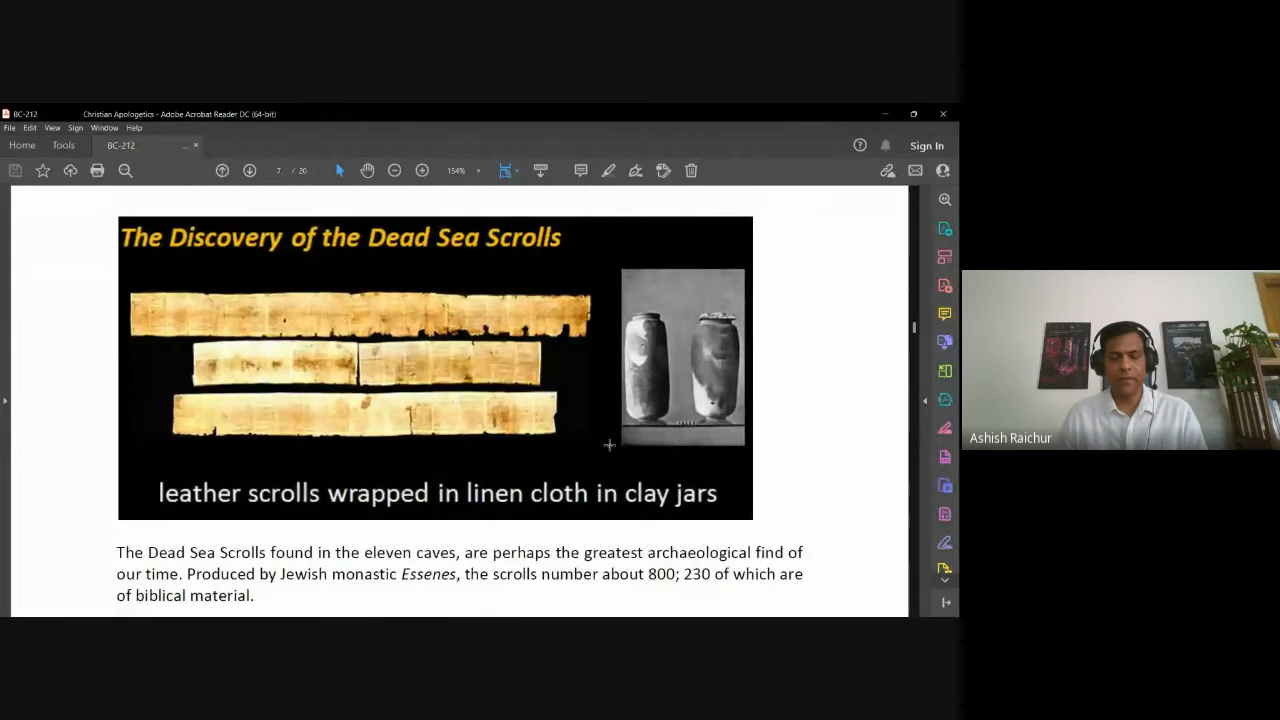 BC-212 Christian Apologetics - Adobe Acrobat Reader DC (64-bit)
File Edit View Sign Window Help
Home Tools BC-212 ... × Sign In
7 / 20 154%
The Discovery of the Dead Sea Scrolls
leather scrolls wrapped in linen cloth in clay jars
The Dead Sea Scrolls found in the eleven caves, are perhaps the greatest archaeological find of
our time. Produced by Jewish monastic Essenes, the scrolls number about 800; 230 of which are
of biblical material.
Ashish Raichur